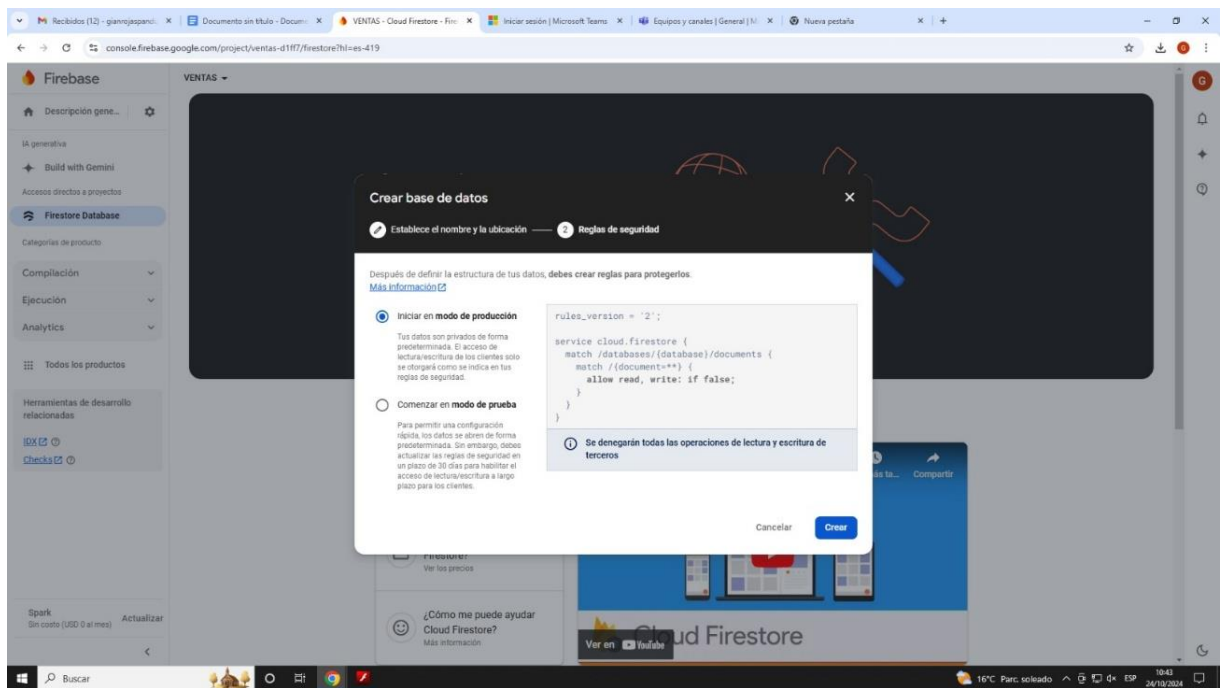 Recibidos (12) - gianrojaspand
Documento sin título - Docum
VENTAS - Cloud Firestore - Fire
Iniciar sesión | Microsoft Teams
Equipos y canales | General | M
Nueva pestaña
console.firebase.google.com/project/ventas-d1ff7/firestore?hl=es-419
Firebase
VENTAS
G
Descripción gene...
IA generativa
Build with Gemini
Accesos directos a proyectos
Firestore Database
Categorías de producto
Compilación
Ejecución
Analytics
Todos los productos
Herramientas de desarrollo
relacionadas
IDX
Checks
Spark
Sin costo (USD 0 al mes)
Actualizar
Crear base de datos
Establece el nombre y la ubicación
2 Reglas de seguridad
Después de definir la estructura de tus datos, debes crear reglas para protegerlos.
Más información
Iniciar en modo de producción
Tus datos son privados de forma
predeterminada. El acceso de
lectura/escritura de los clientes solo
se otorgará como se indica en tus
reglas de seguridad.
Comenzar en modo de prueba
Para permitir una configuración
rápida, los datos se abren de forma
predeterminada. Sin embargo, debes
actualizar las reglas de seguridad en
un plazo de 30 días para habilitar el
acceso de lectura/escritura a largo
plazo para los clientes.
rules_version = '2';
service cloud.firestore {
match /databases/{database}/documents {
match /{document=**} {
allow read, write: if false;
}
}
}
Se denegarán todas las operaciones de lectura y escritura de
terceros
Cancelar
Crear
Compartir
Firestore?
Ver los precios
¿Cómo me puede ayudar
Cloud Firestore?
Más información
Ver en YouTube
Cloud Firestore
Buscar
16°C Parc. soleado
ESP
10:43
24/10/2024